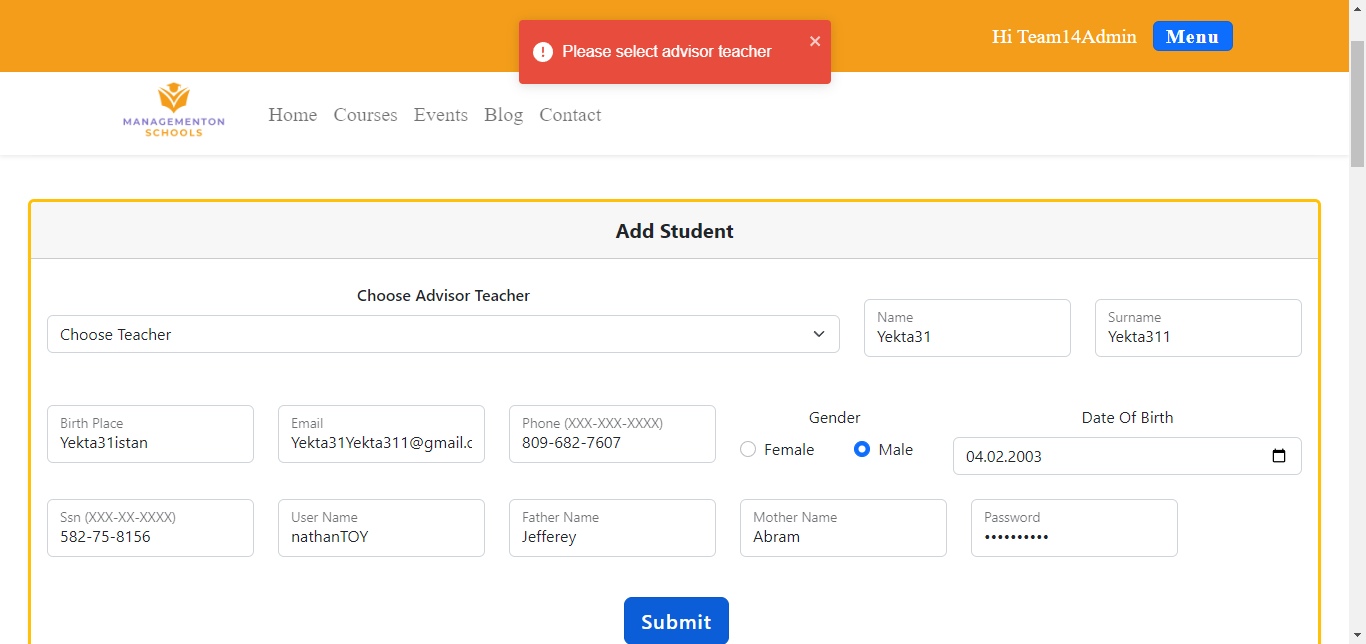 Please select advisor teacher
Hi Team14Admin
Menu
MANAGEMENTON
SCHOOLS
Home Courses Events Blog Contact
Add Student
Choose Advisor Teacher
Choose Teacher
Name
Yekta31
Surname
Yekta311
Birth Place
Yekta31istan
Email
Yekta31Yekta311@gmail.c
Phone (XXX-XXX-XXXX)
809-682-7607
Gender
Female Male
Date Of Birth
04.02.2003
Ssn (XXX-XX-XXXX)
582-75-8156
User Name
nathanTOY
Father Name
Jefferey
Mother Name
Abram
Password
••••••••••
Submit